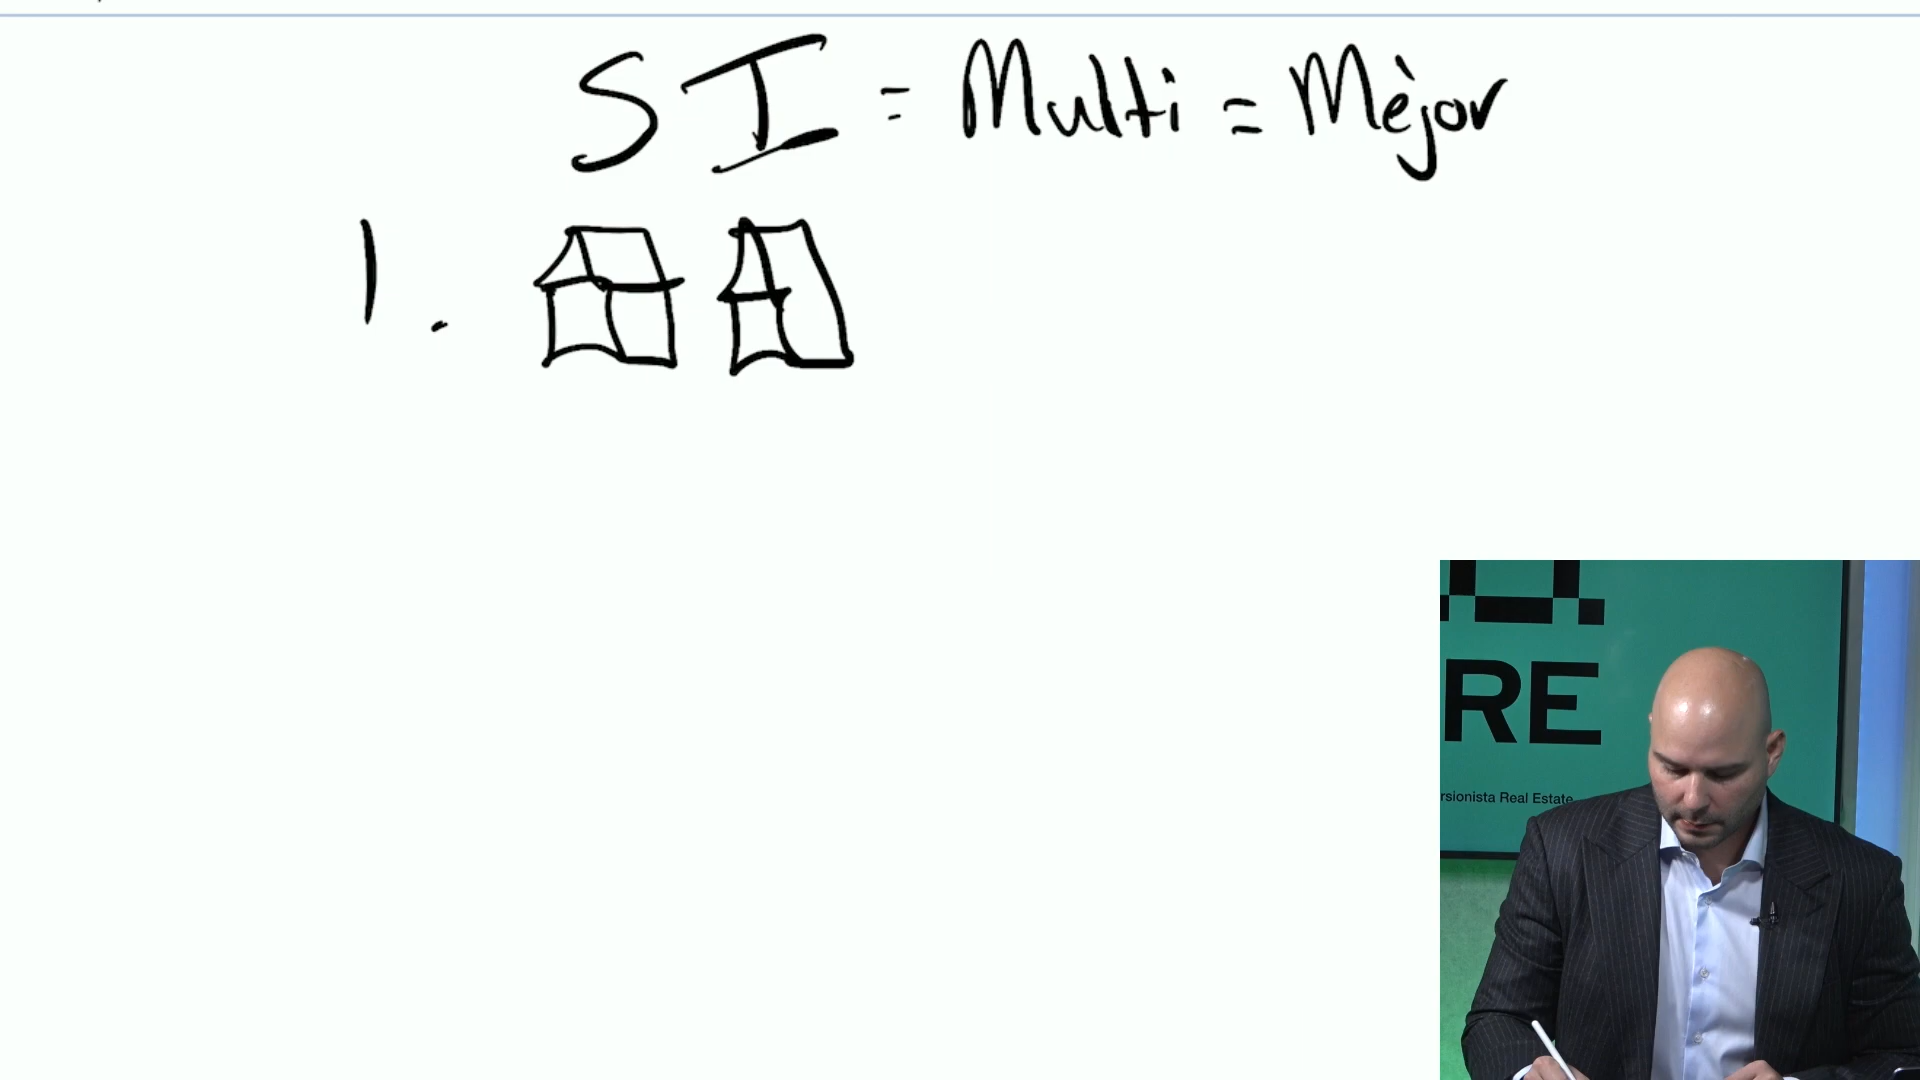 SI = Multi = Mèjor
1.
RE
rsionista Real Estate